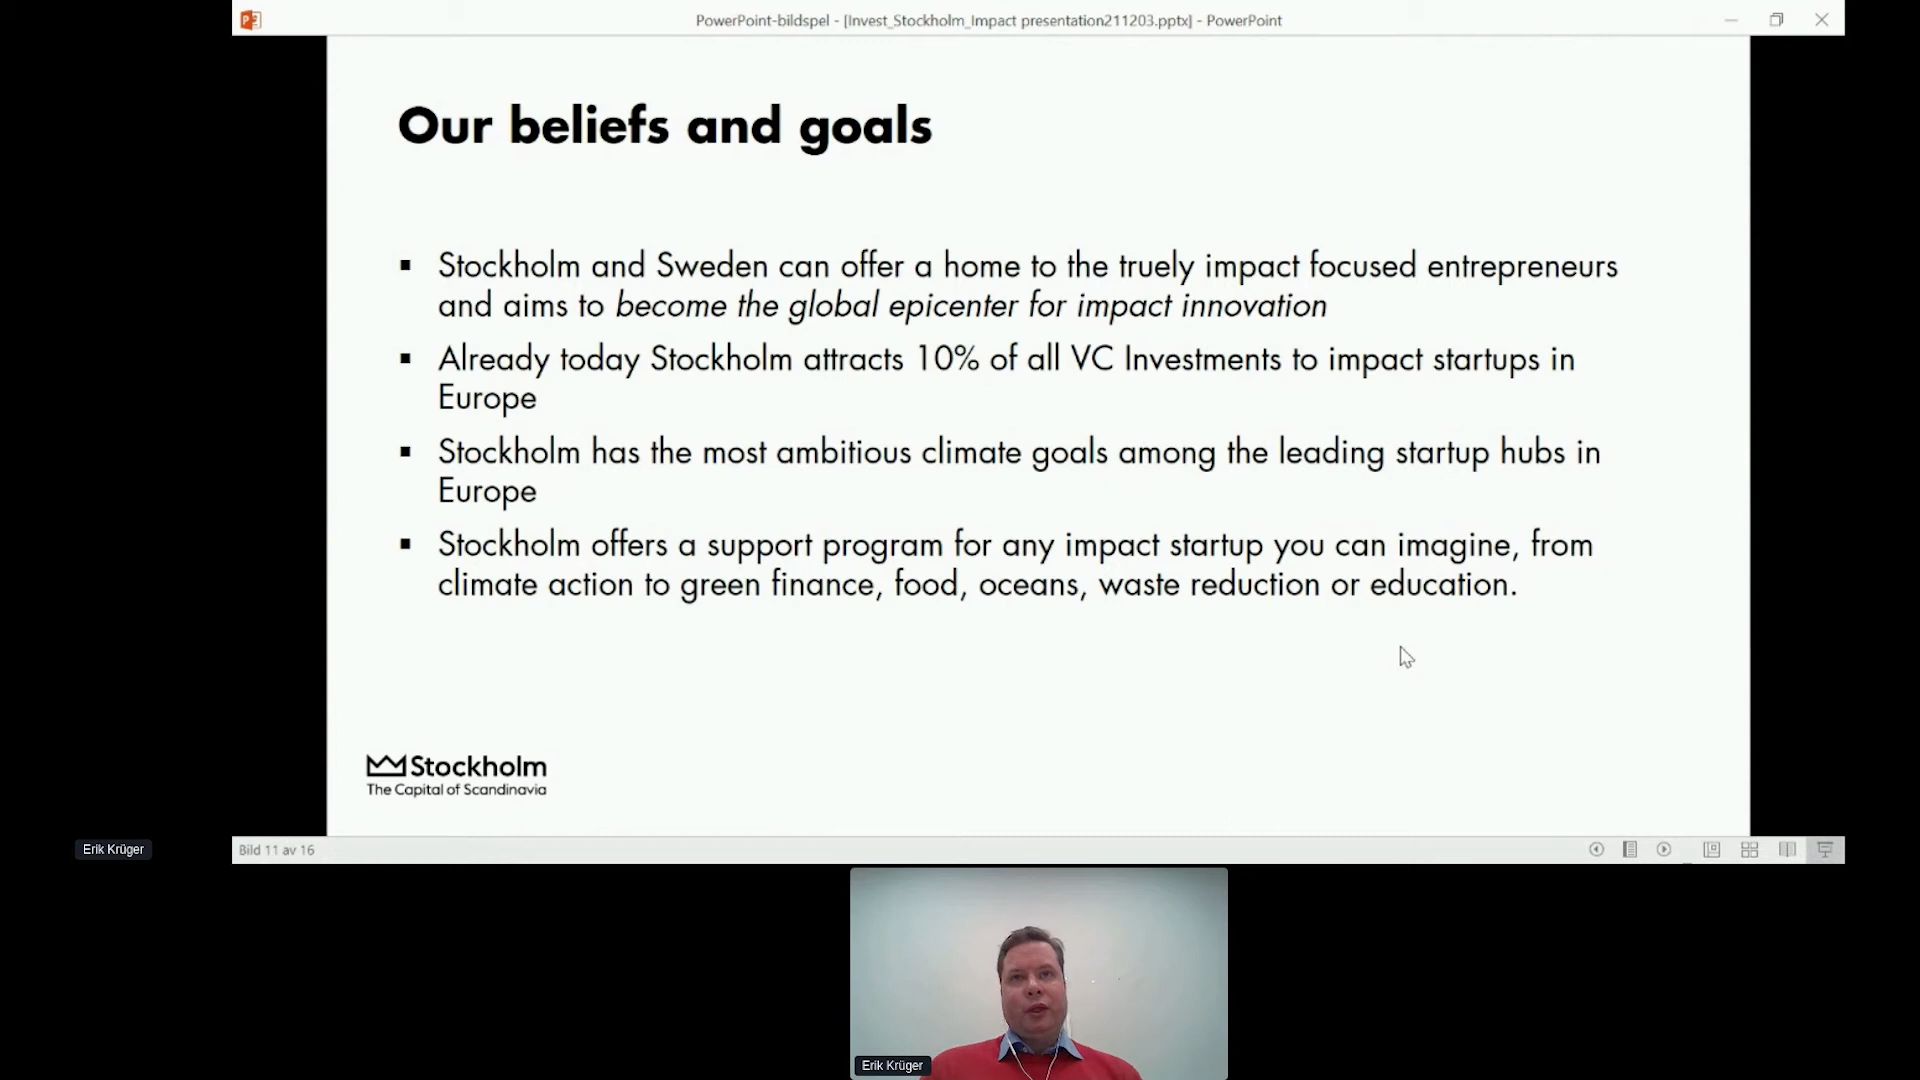 PowerPoint-bildspel - [Invest_Stockholm_Impact presentation211203.pptx] - PowerPoint
Our beliefs and goals
▪ Stockholm and Sweden can offer a home to the truely impact focused entrepreneurs
and aims to become the global epicenter for impact innovation
▪ Already today Stockholm attracts 10% of all VC Investments to impact startups in
Europe
▪ Stockholm has the most ambitious climate goals among the leading startup hubs in
Europe
▪ Stockholm offers a support program for any impact startup you can imagine, from
climate action to green finance, food, oceans, waste reduction or education.
Stockholm
The Capital of Scandinavia
Erik Krüger
Bild 11 av 16
Erik Krüger